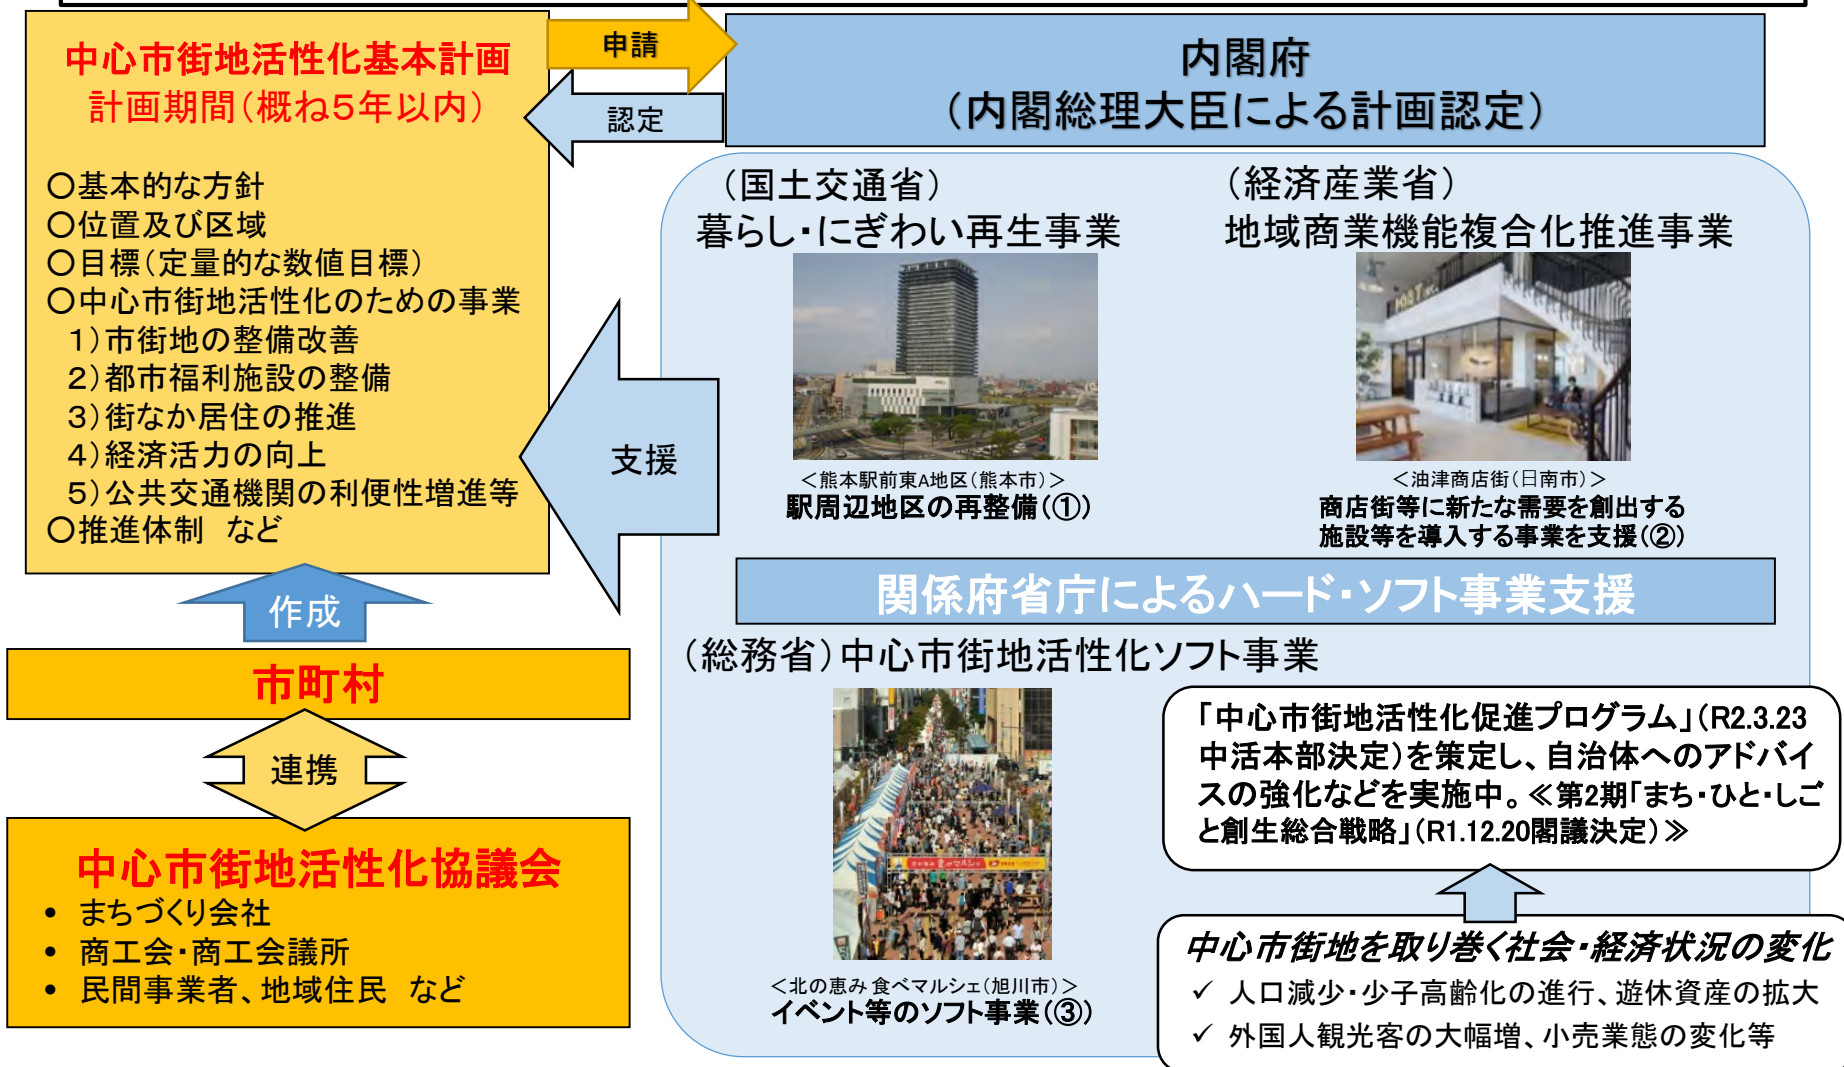 中心市街地活性化基本計画
計画期間（概ね５年以内）
○基本的な方針
○位置及び区域
○目標（定量的な数値目標）
○中心市街地活性化のための事業
１）市街地の整備改善
２）都市福利施設の整備
３）街なか居住の推進
４）経済活力の向上
５）公共交通機関の利便性増進等
○推進体制　など
申請
認定
内閣府
（内閣総理大臣による計画認定）
支援
作成
市町村
連携
中心市街地活性化協議会
• まちづくり会社
• 商工会・商工会議所
• 民間事業者、地域住民　など
（国土交通省）
暮らし・にぎわい再生事業
＜熊本駅前東A地区（熊本市）＞
駅周辺地区の再整備（①）
（経済産業省）
地域商業機能複合化推進事業
＜油津商店街（日南市）＞
商店街等に新たな需要を創出する
施設等を導入する事業を支援（②）
関係府省庁によるハード・ソフト事業支援
（総務省）中心市街地活性化ソフト事業
＜北の恵み 食べマルシェ（旭川市）＞
イベント等のソフト事業（③）
「中心市街地活性化促進プログラム」（R2.3.23
中活本部決定）を策定し、自治体へのアドバイ
スの強化などを実施中。≪第2期「まち・ひと・しご
と創生総合戦略」（R1.12.20閣議決定）≫
中心市街地を取り巻く社会・経済状況の変化
✓ 人口減少・少子高齢化の進行、遊休資産の拡大
✓ 外国人観光客の大幅増、小売業態の変化等